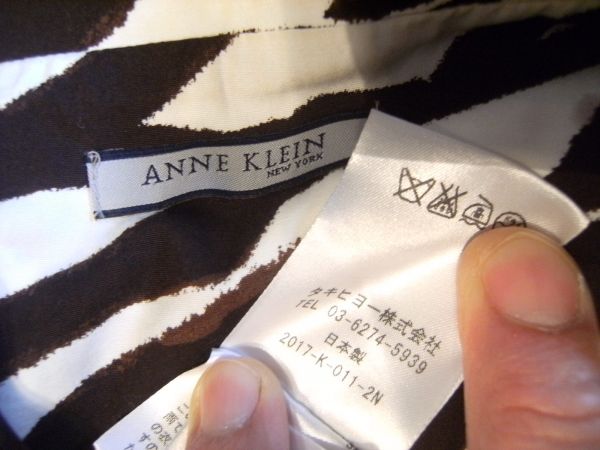 ANNE KLEIN
NEW YORK
タキヒヨー株式会社
TEL 03-6274-5939
日本製
2017-K-011-2N